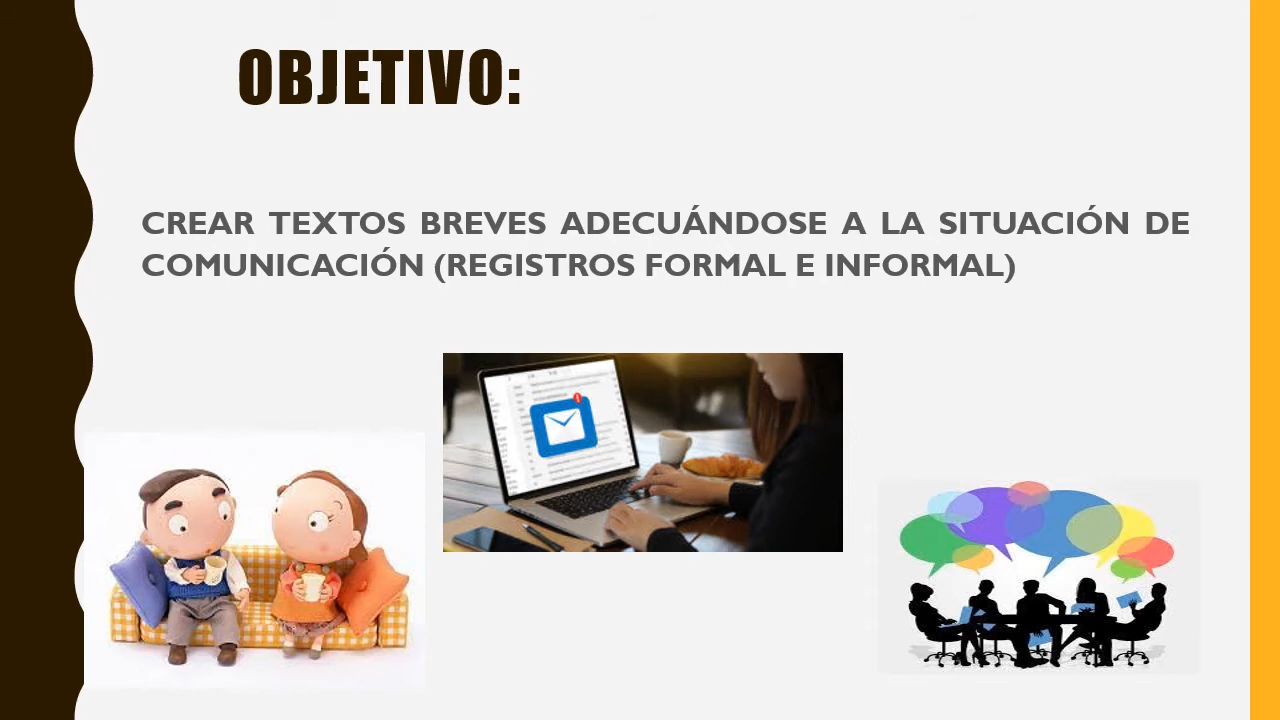 OBJETIVO:
CREAR TEXTOS BREVES ADECUÁNDOSE A LA SITUACIÓN DE
COMUNICACIÓN (REGISTROS FORMAL E INFORMAL)